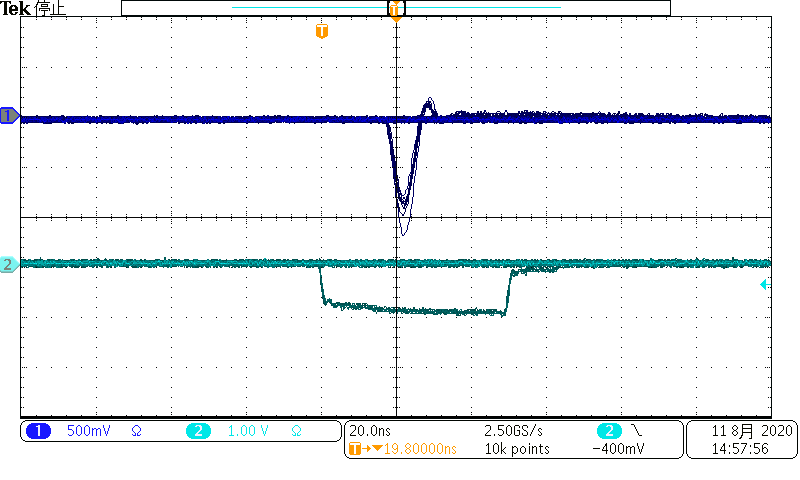 Tek 停止
T
T
1
2
1 500mV Ω 2 1.00 V Ω
20.0ns 2.50GS/s 2
T→▼19.80000ns 10k points −400mV
11 8月 2020
14:57:56